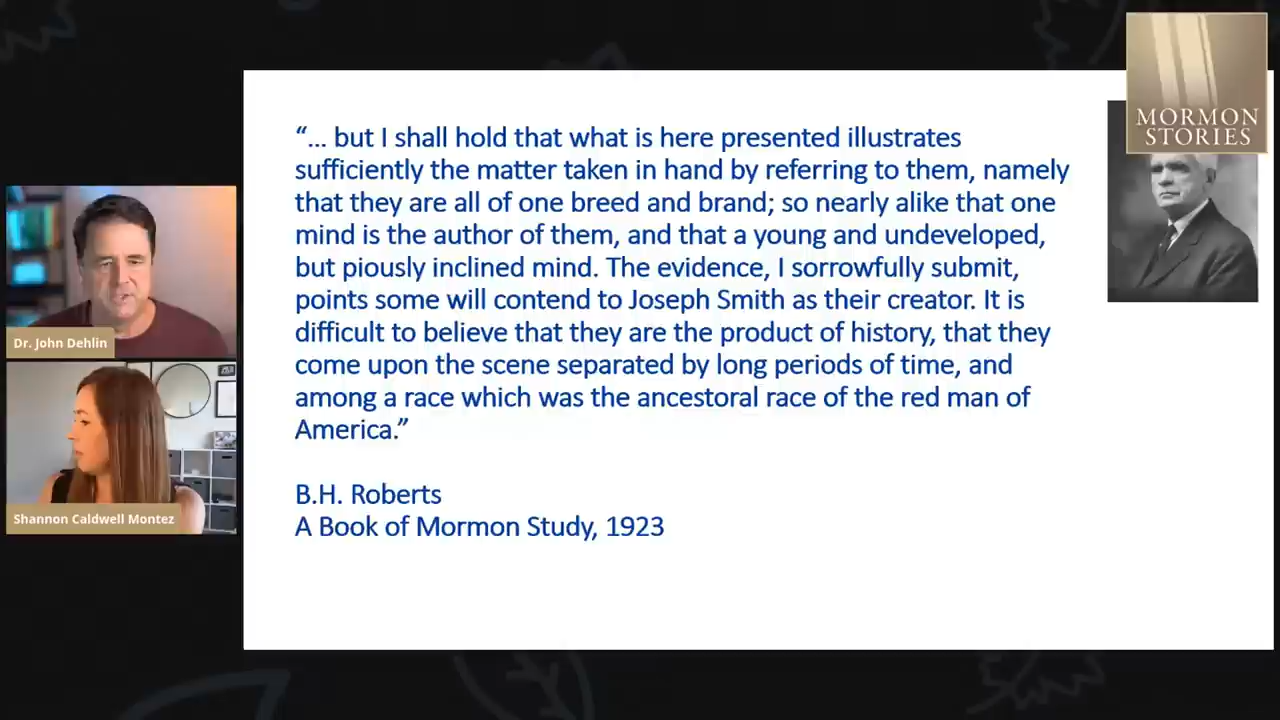 MORMON
STORIES
“... but I shall hold that what is here presented illustrates
sufficiently the matter taken in hand by referring to them, namely
that they are all of one breed and brand; so nearly alike that one
mind is the author of them, and that a young and undeveloped,
but piously inclined mind. The evidence, I sorrowfully submit,
points some will contend to Joseph Smith as their creator. It is
difficult to believe that they are the product of history, that they
come upon the scene separated by long periods of time, and
among a race which was the ancestoral race of the red man of
America.”
B.H. Roberts
A Book of Mormon Study, 1923
Dr. John Dehlin
Shannon Caldwell Montez